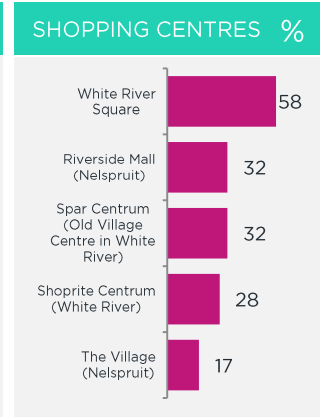 SHOPPING CENTRES %
White River
Square
58
Riverside Mall
(Nelspruit)
32
Spar Centrum
(Old Village
Centre in White
River)
32
Shoprite Centrum
(White River)
28
The Village
(Nelspruit)
17